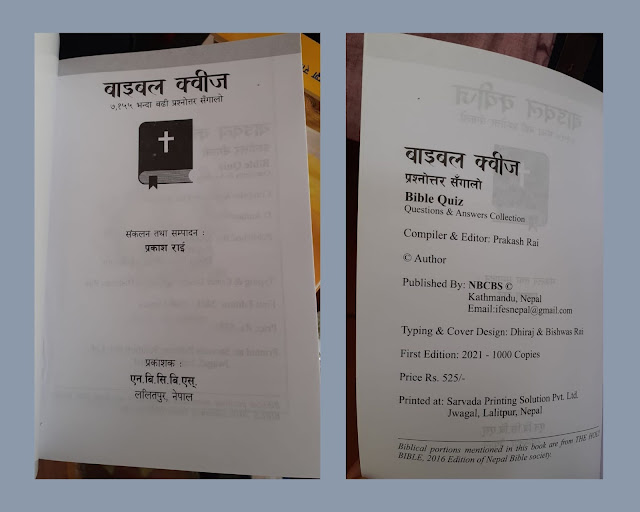 वाइवल क्वीज
७,१५५ भन्दा बढी प्रश्नोत्तर सँगालो
संकलन तथा सम्पादन :
प्रकाश राई
प्रकाशक :
एन.बि.सि.बि.एस्.
ललितपुर, नेपाल
वाइवल क्वीज
प्रश्नोत्तर सँगालो
Bible Quiz
Questions & Answers Collection
Compiler & Editor: Prakash Rai
© Author
Published By: NBCBS ©
Kathmandu, Nepal
Email:ifesnepal@gmail.com
Typing & Cover Design: Dhiraj & Bishwas Rai
First Edition: 2021 - 1000 Copies
Price Rs. 525/-
Printed at: Sarvada Printing Solution Pvt. Ltd.
Jwagal, Lalitpur, Nepal
Biblical portions mentioned in this book are from THE HOLY
BIBLE, 2016 Edition of Nepal Bible society.